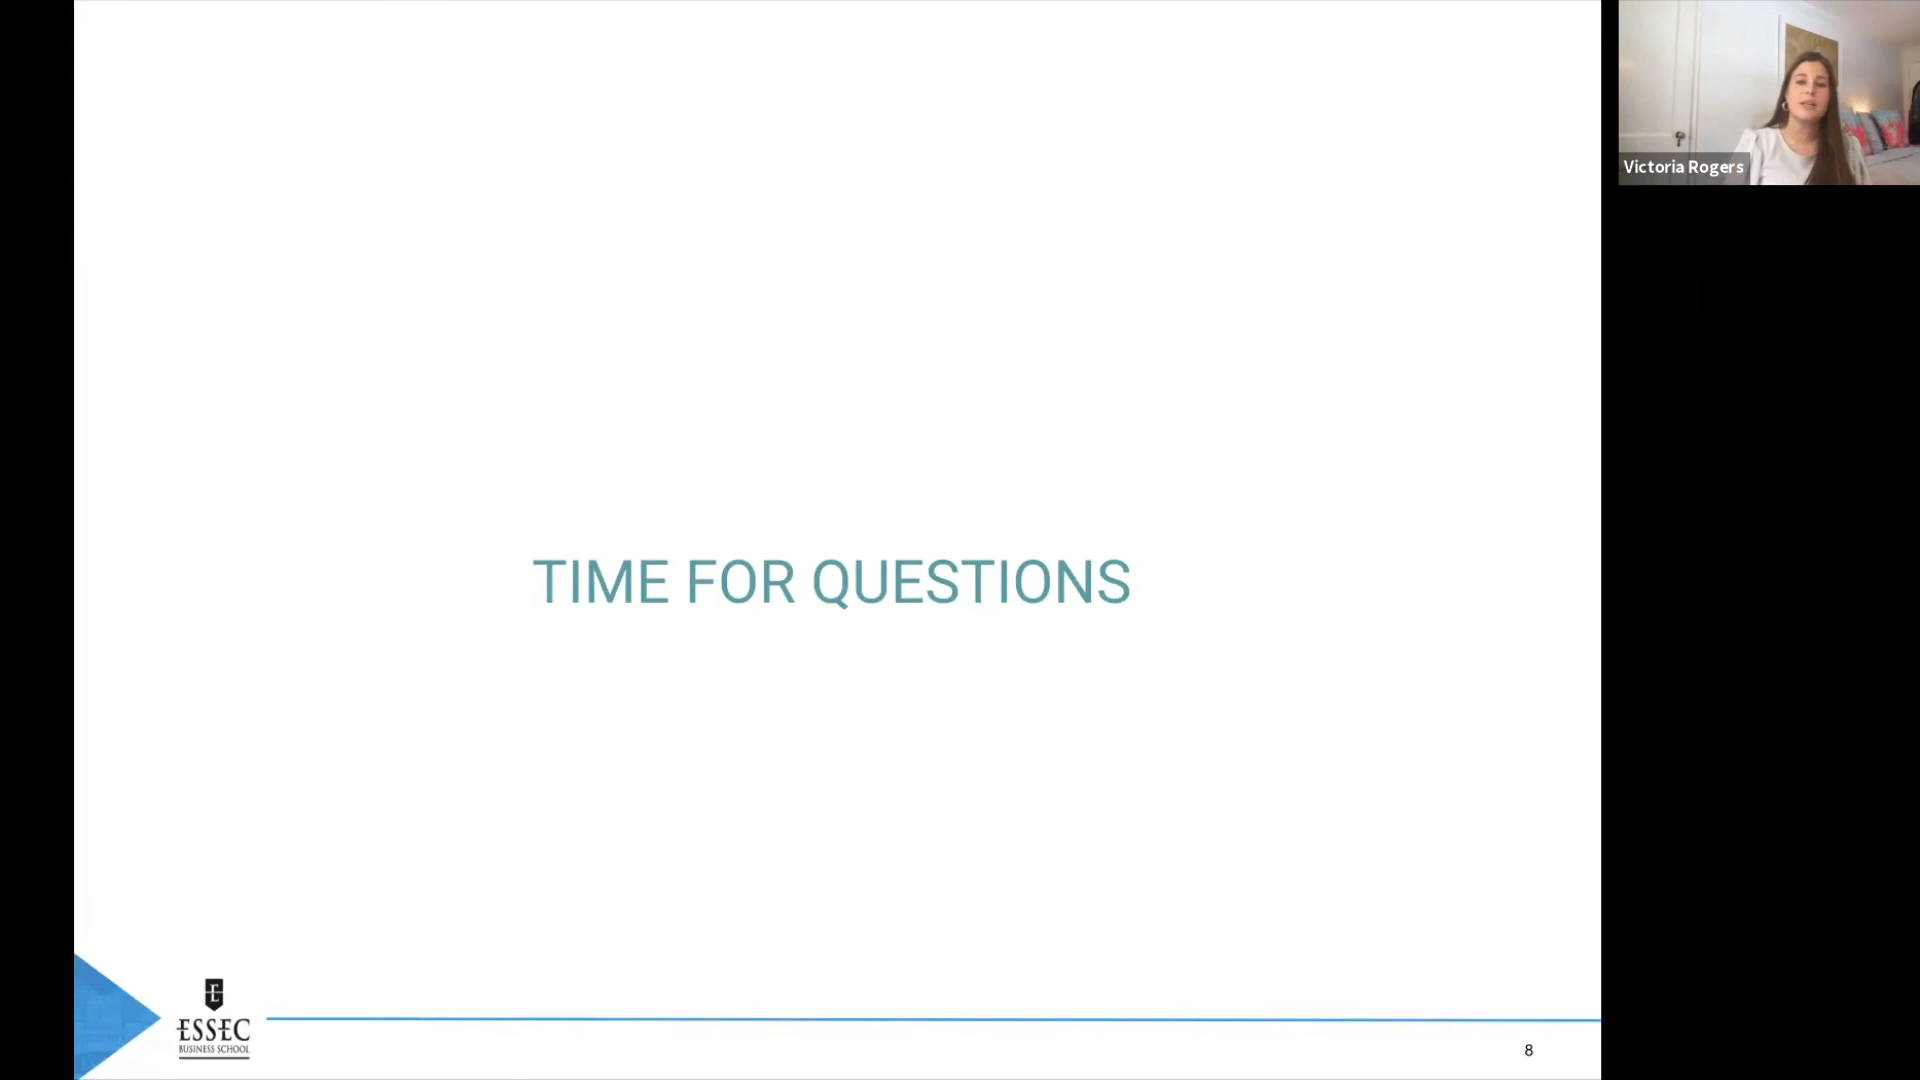 Victoria Rogers
TIME FOR QUESTIONS
E
ESSEC
BUSINESS SCHOOL
8